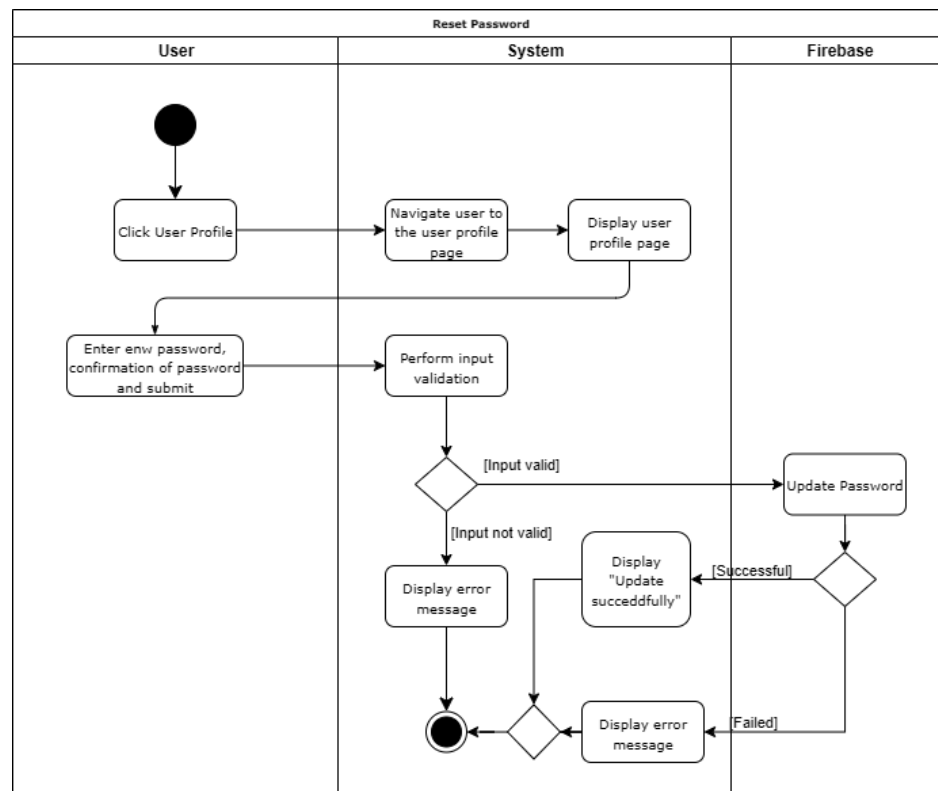 Reset Password
User
System
Firebase
Click User Profile
Navigate user to
the user profile
page
Display user
profile page
Enter enw password,
confirmation of password
and submit
Perform input
validation
[Input valid]
Update Password
[Input not valid]
Display
"Update
succeddfully"
[Successful]
Display error
message
Display error
message
[Failed]